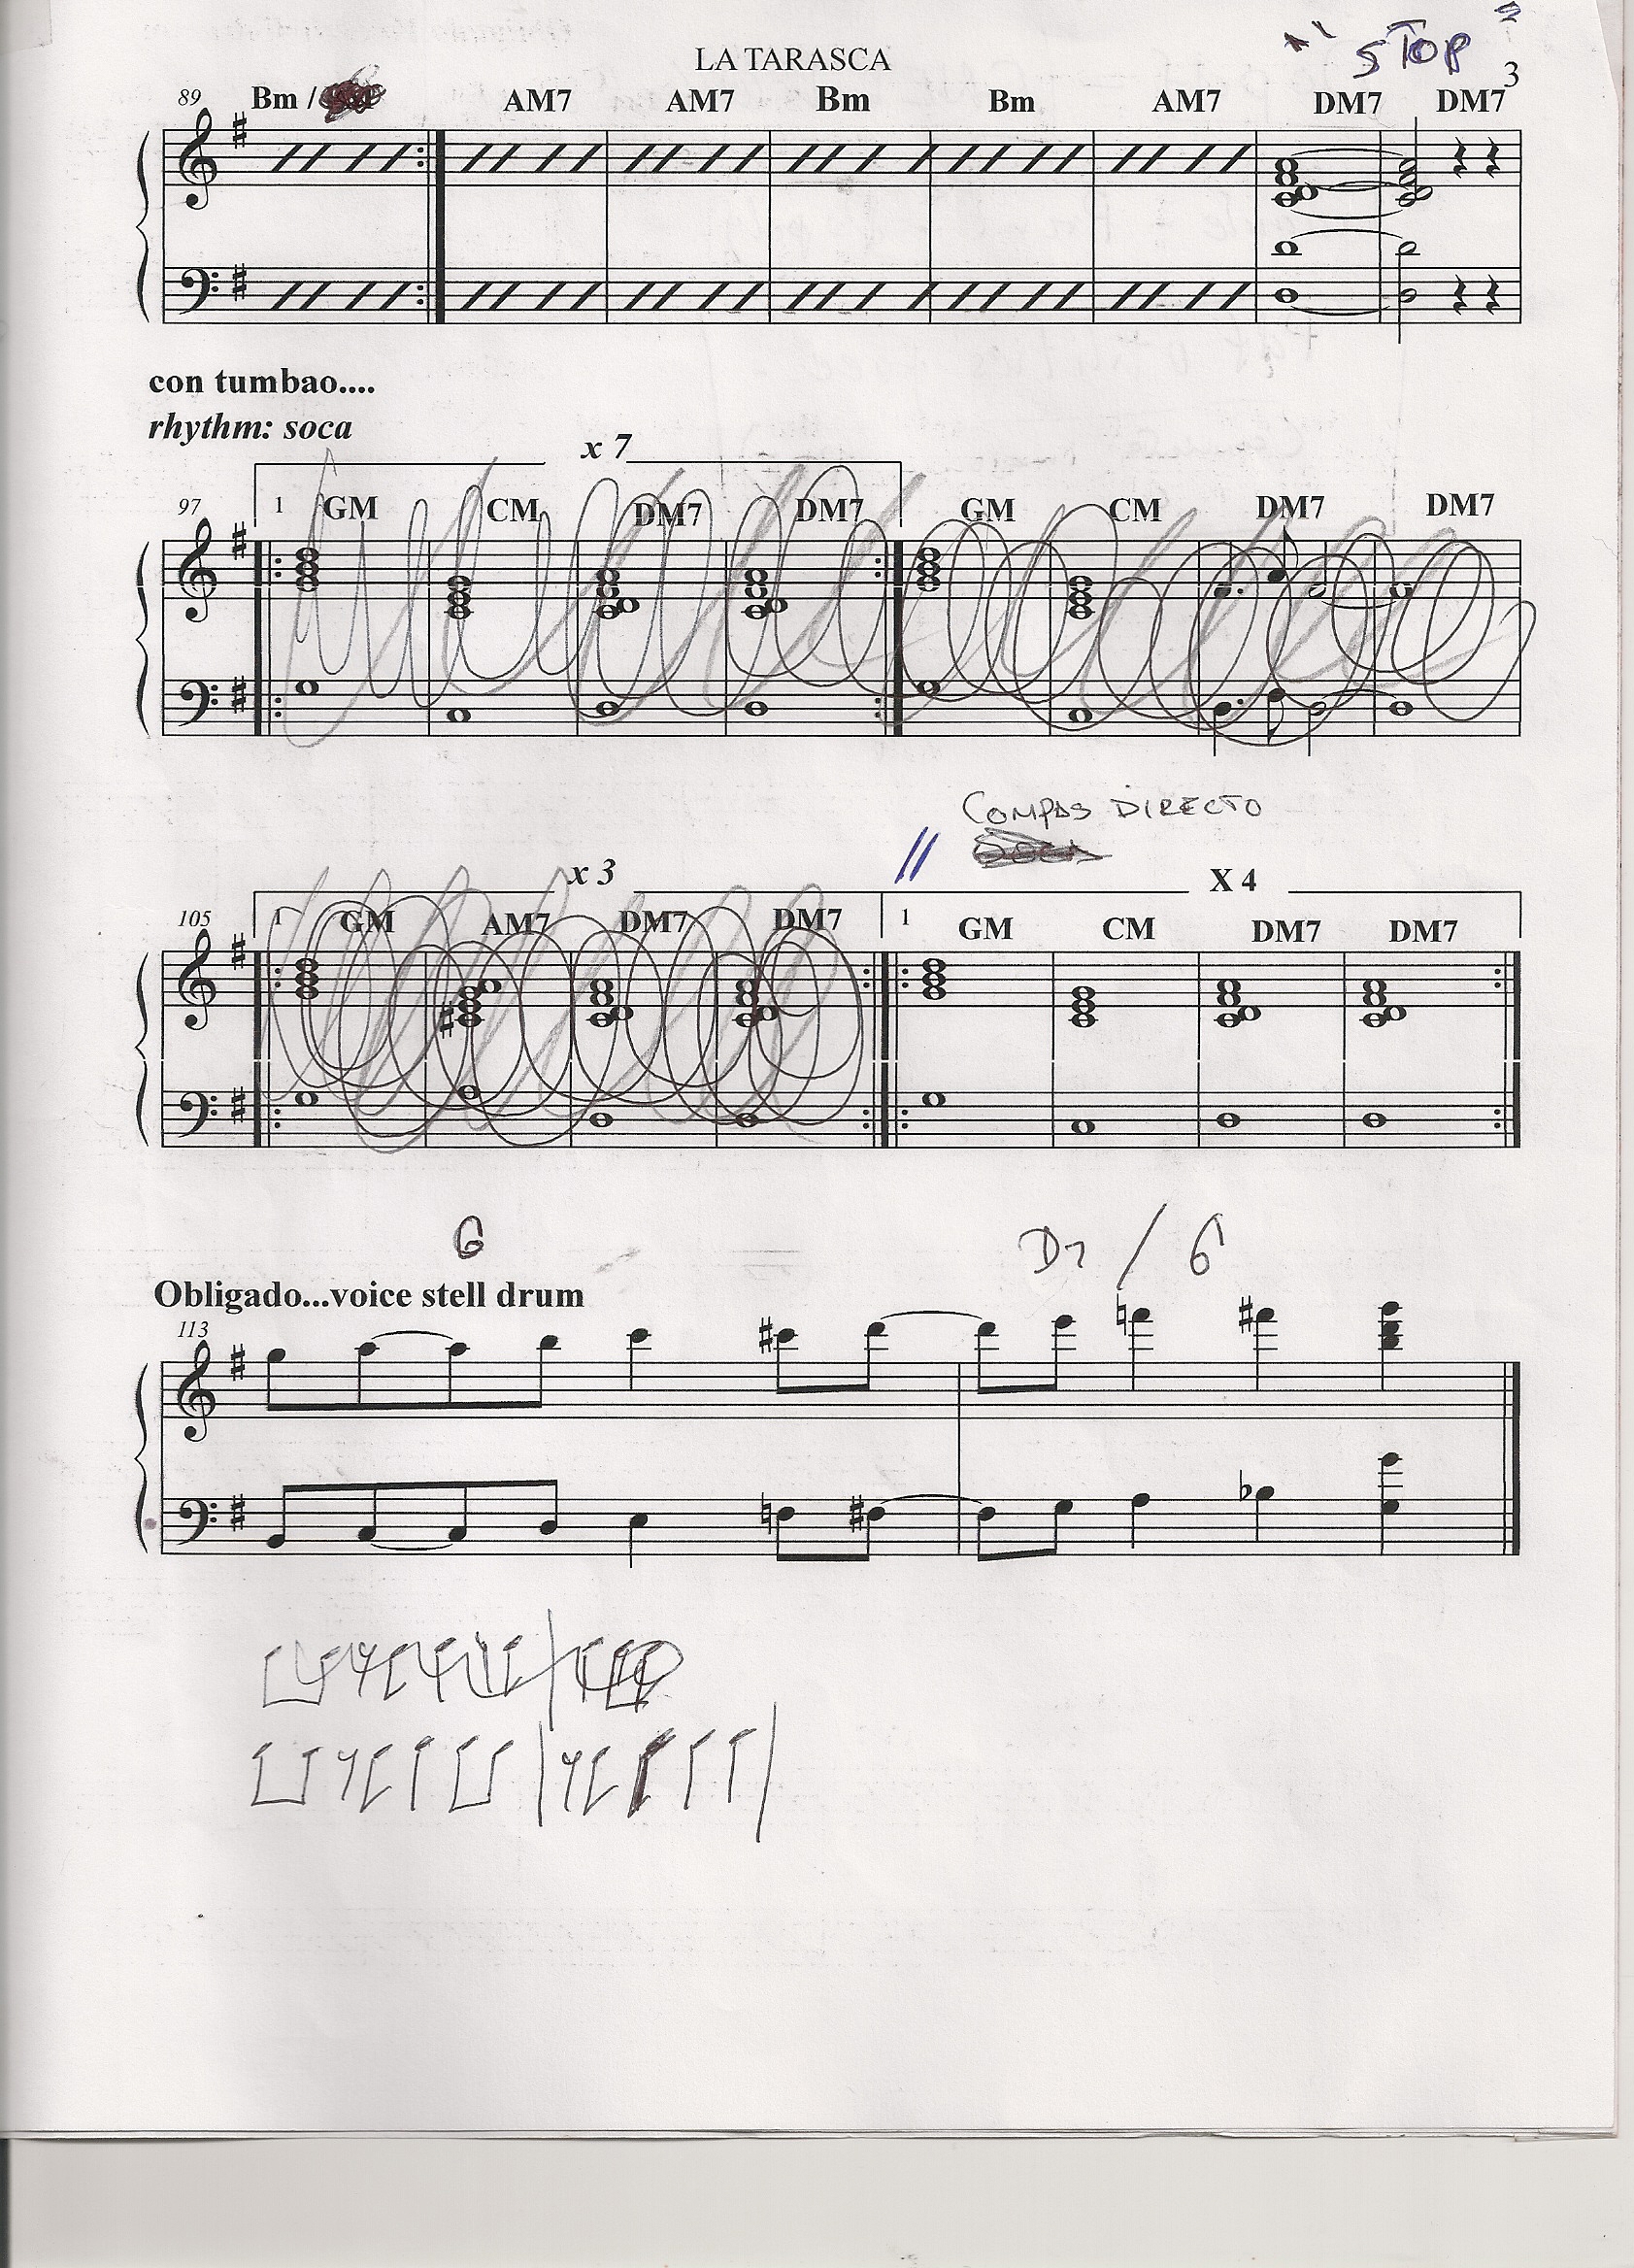 LA TARASCA
" STOP "
3
89 Bm / AM7 AM7 Bm Bm AM7 DM7 DM7
con tumbao....
rhythm: soca
x 7
97 1 GM CM DM7 DM7 GM CM DM7 DM7
COMPAS DIRECTO
x 3 X 4
105 1 GM AM7 DM7 DM7 1 GM CM DM7 DM7
G D7 / G
Obligado...voice stell drum
113